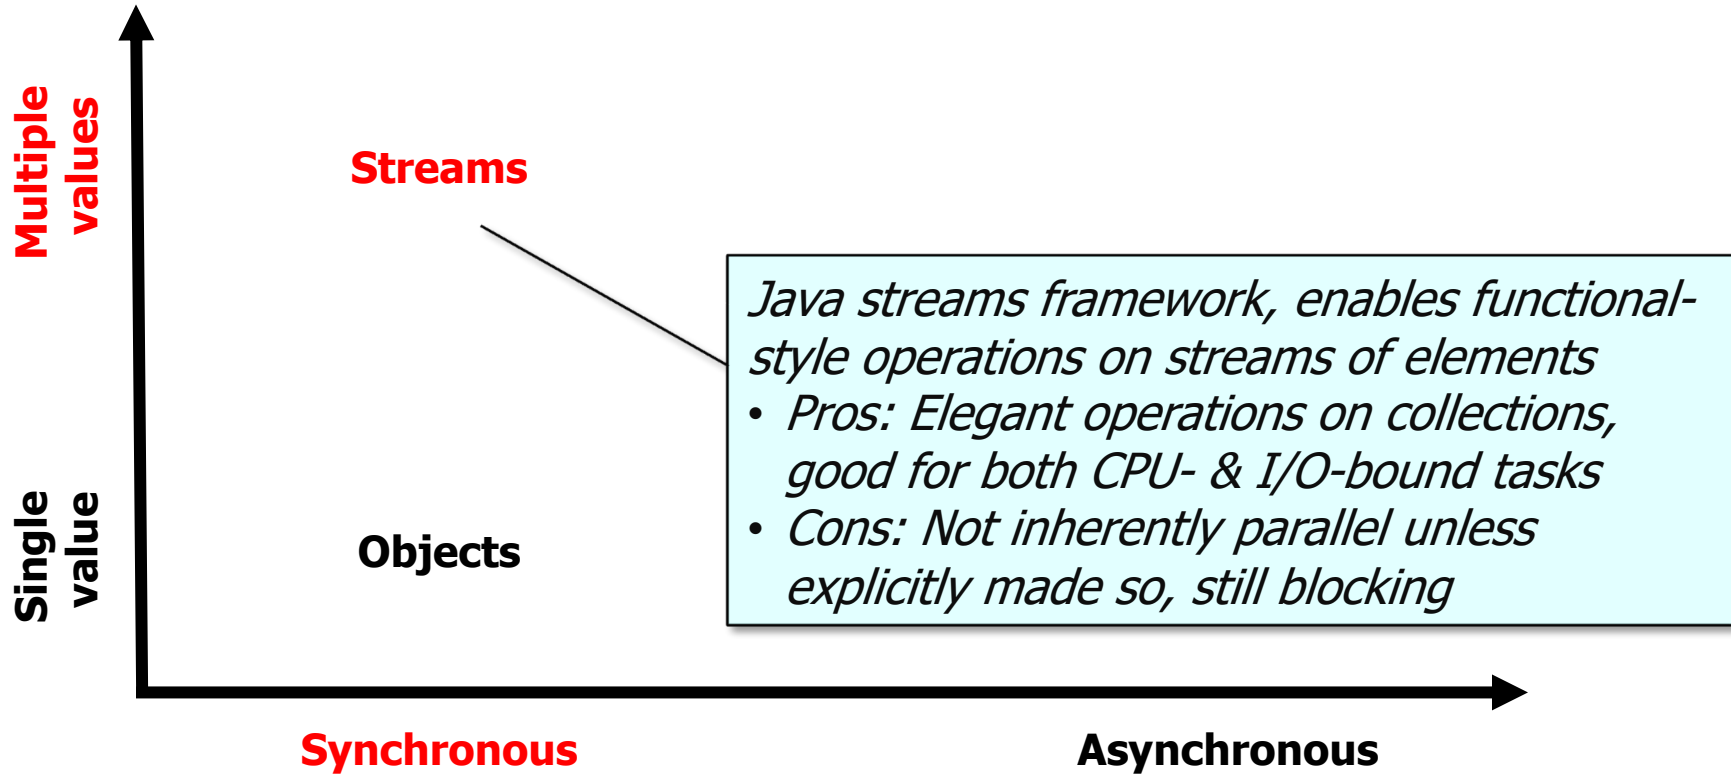 Multiple
values
Streams
Java streams framework, enables functional-
style operations on streams of elements
• Pros: Elegant operations on collections,
good for both CPU- & I/O-bound tasks
• Cons: Not inherently parallel unless
explicitly made so, still blocking
Single
value
Objects
Synchronous
Asynchronous